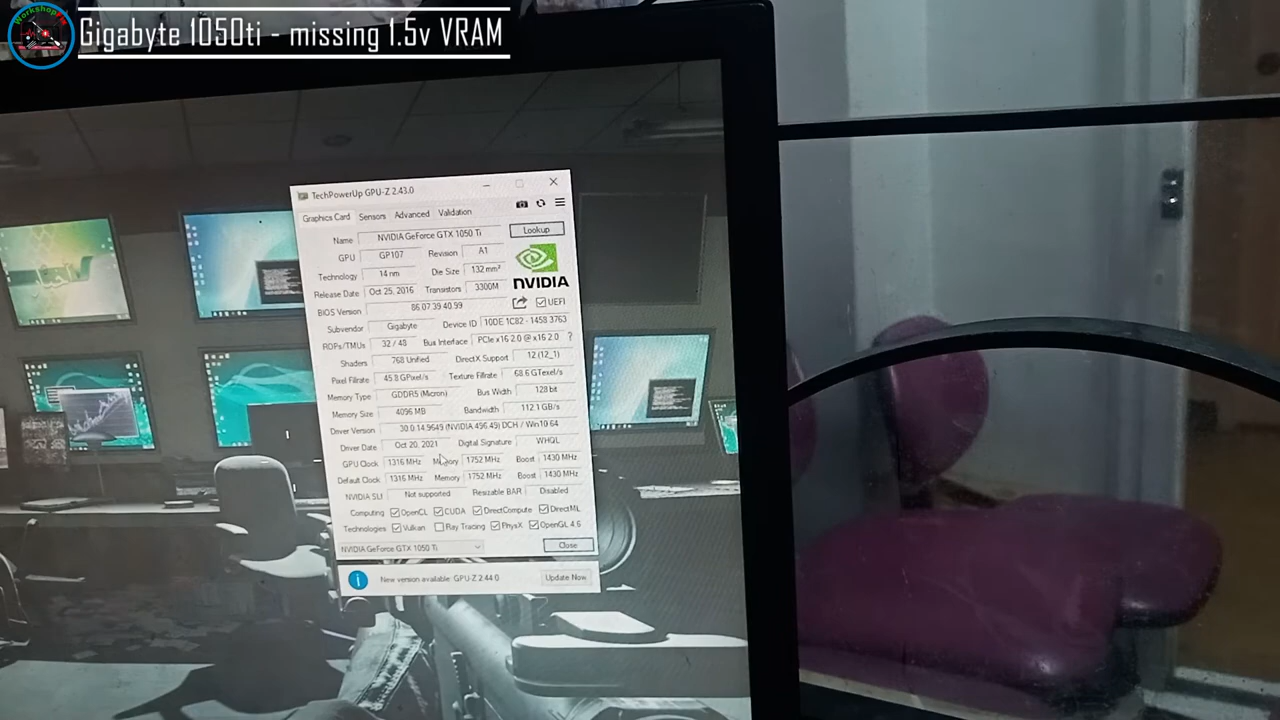 WorkshopFix
Gigabyte 1050ti - missing 1.5v VRAM
TechPowerUp GPU-Z 2.43.0
Graphics Card Sensors Advanced Validation
Name NVIDIA GeForce GTX 1050 Ti Lookup
GPU GP107 Revision A1
Technology 14 nm Die Size 132 mm²
Release Date Oct 25, 2016 Transistors 3300M
NVIDIA
BIOS Version 86.07.39.40.99 UEFI
Subvendor Gigabyte Device ID 10DE 1C82 - 1458 3763
ROPs/TMUs 32 / 48 Bus Interface PCIe x16 2.0 @ x16 2.0 ?
Shaders 768 Unified DirectX Support 12 (12_1)
Pixel Fillrate 45.8 GPixel/s Texture Fillrate 68.6 GTexel/s
Memory Type GDDR5 (Micron) Bus Width 128 bit
Memory Size 4096 MB Bandwidth 112.1 GB/s
Driver Version 30.0.14.9649 (NVIDIA 496.49) DCH / Win10 64
Driver Date Oct 20, 2021 Digital Signature WHQL
GPU Clock 1316 MHz Memory 1752 MHz Boost 1430 MHz
Default Clock 1316 MHz Memory 1752 MHz Boost 1430 MHz
NVIDIA SLI Not supported Resizable BAR Disabled
Computing OpenCL CUDA DirectCompute DirectML
Technologies Vulkan Ray Tracing PhysX OpenGL 4.6
NVIDIA GeForce GTX 1050 Ti Close
New version available: GPU-Z 2.44.0 Update Now